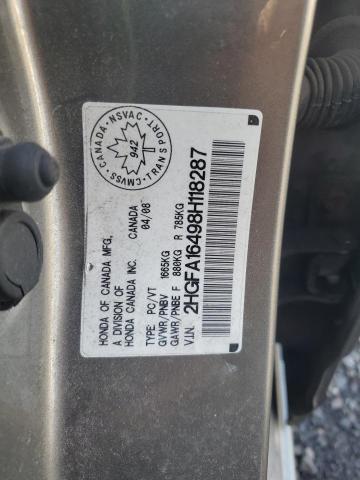 HONDA OF CANADA MFG.
A DIVISION OF
HONDA CANADA INC. CANADA
04/08
TYPE: PC/VT
GVWR/PNBV 1665KG
GAWR/PNBE F 880KG R 785KG
V.I.N. 2HGFA16498H118287
CANADA · TRANSPORT · CMVSS · NSVAC
942